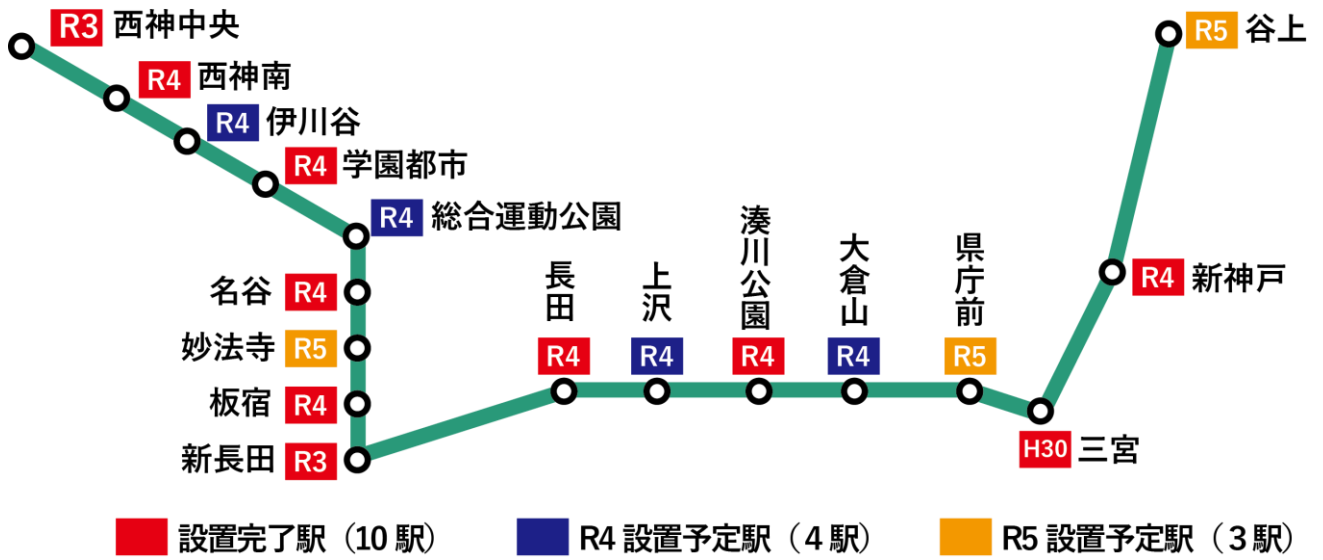 R3 西神中央
R4 西神南
R4 伊川谷
R4 学園都市
R4 総合運動公園
名谷 R4
妙法寺 R5
板宿 R4
新長田 R3
長田 R4
上沢 R4
湊川公園 R4
大倉山 R4
県庁前 R5
H30 三宮
R4 新神戸
R5 谷上
設置完了駅（10駅）
R4 設置予定駅（4駅）
R5 設置予定駅（3駅）